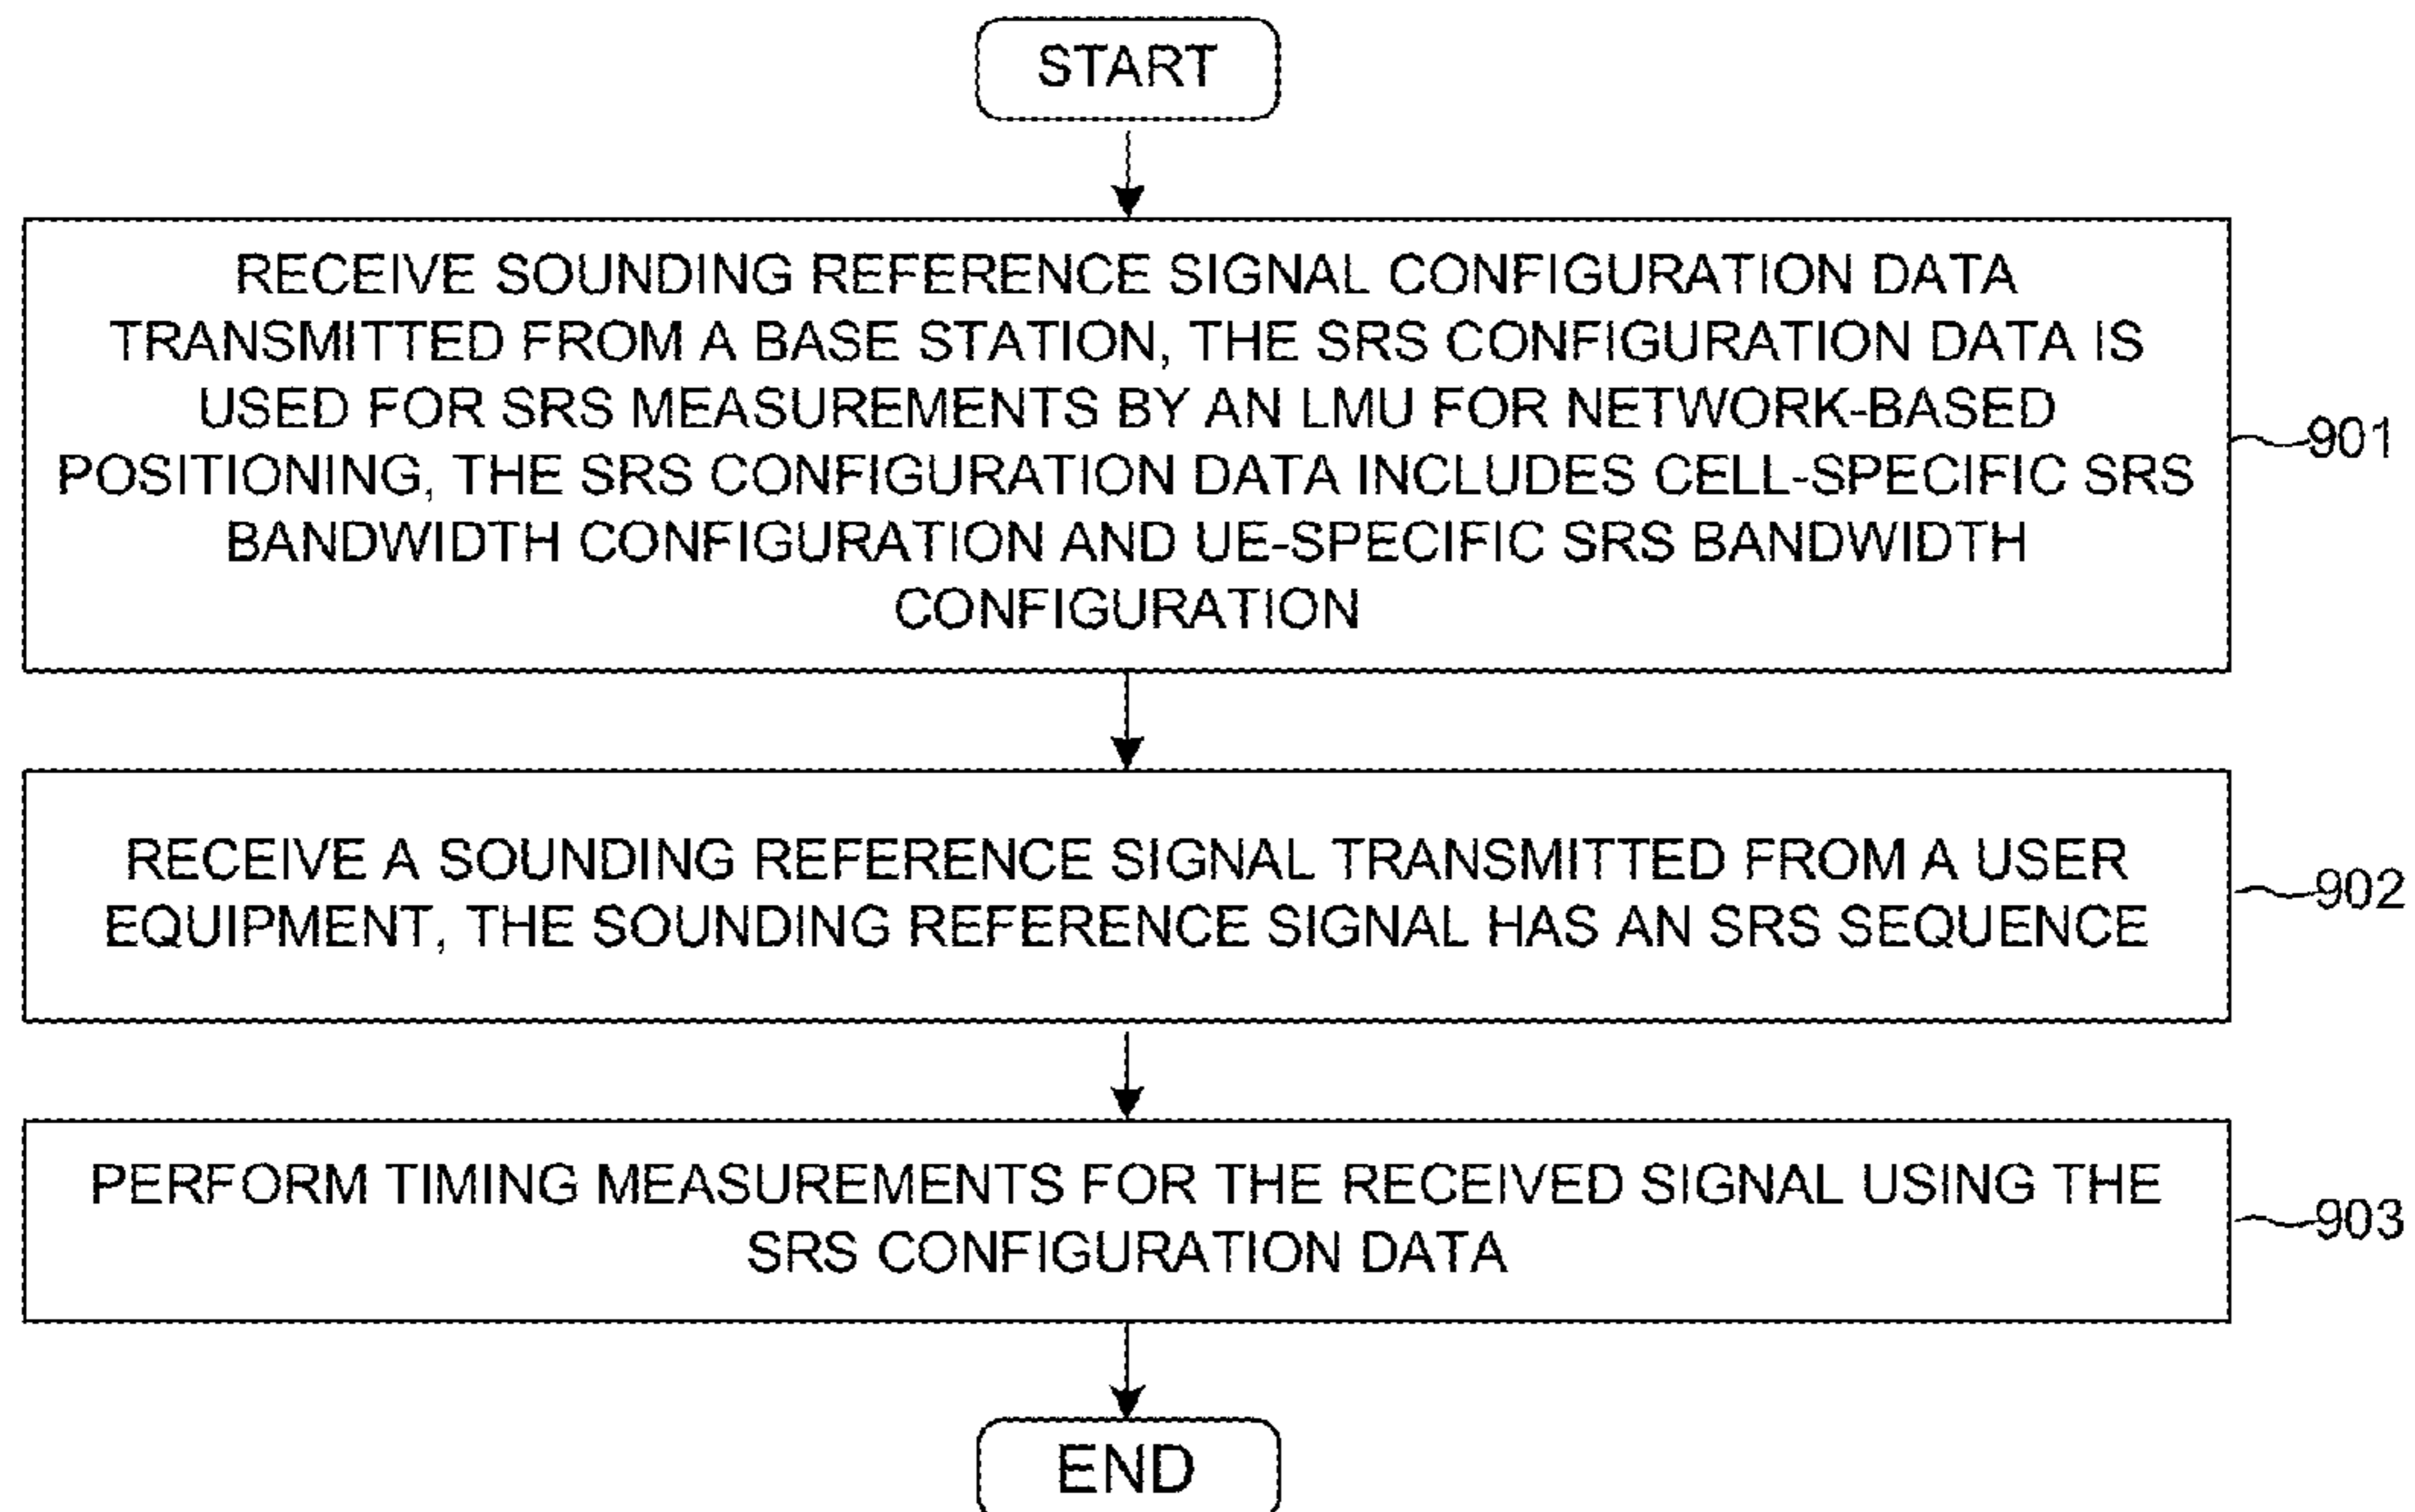 START
RECEIVE SOUNDING REFERENCE SIGNAL CONFIGURATION DATA
TRANSMITTED FROM A BASE STATION, THE SRS CONFIGURATION DATA IS
USED FOR SRS MEASUREMENTS BY AN LMU FOR NETWORK-BASED
POSITIONING, THE SRS CONFIGURATION DATA INCLUDES CELL-SPECIFIC SRS
BANDWIDTH CONFIGURATION AND UE-SPECIFIC SRS BANDWIDTH
CONFIGURATION
901
RECEIVE A SOUNDING REFERENCE SIGNAL TRANSMITTED FROM A USER
EQUIPMENT, THE SOUNDING REFERENCE SIGNAL HAS AN SRS SEQUENCE
902
PERFORM TIMING MEASUREMENTS FOR THE RECEIVED SIGNAL USING THE
SRS CONFIGURATION DATA
903
END